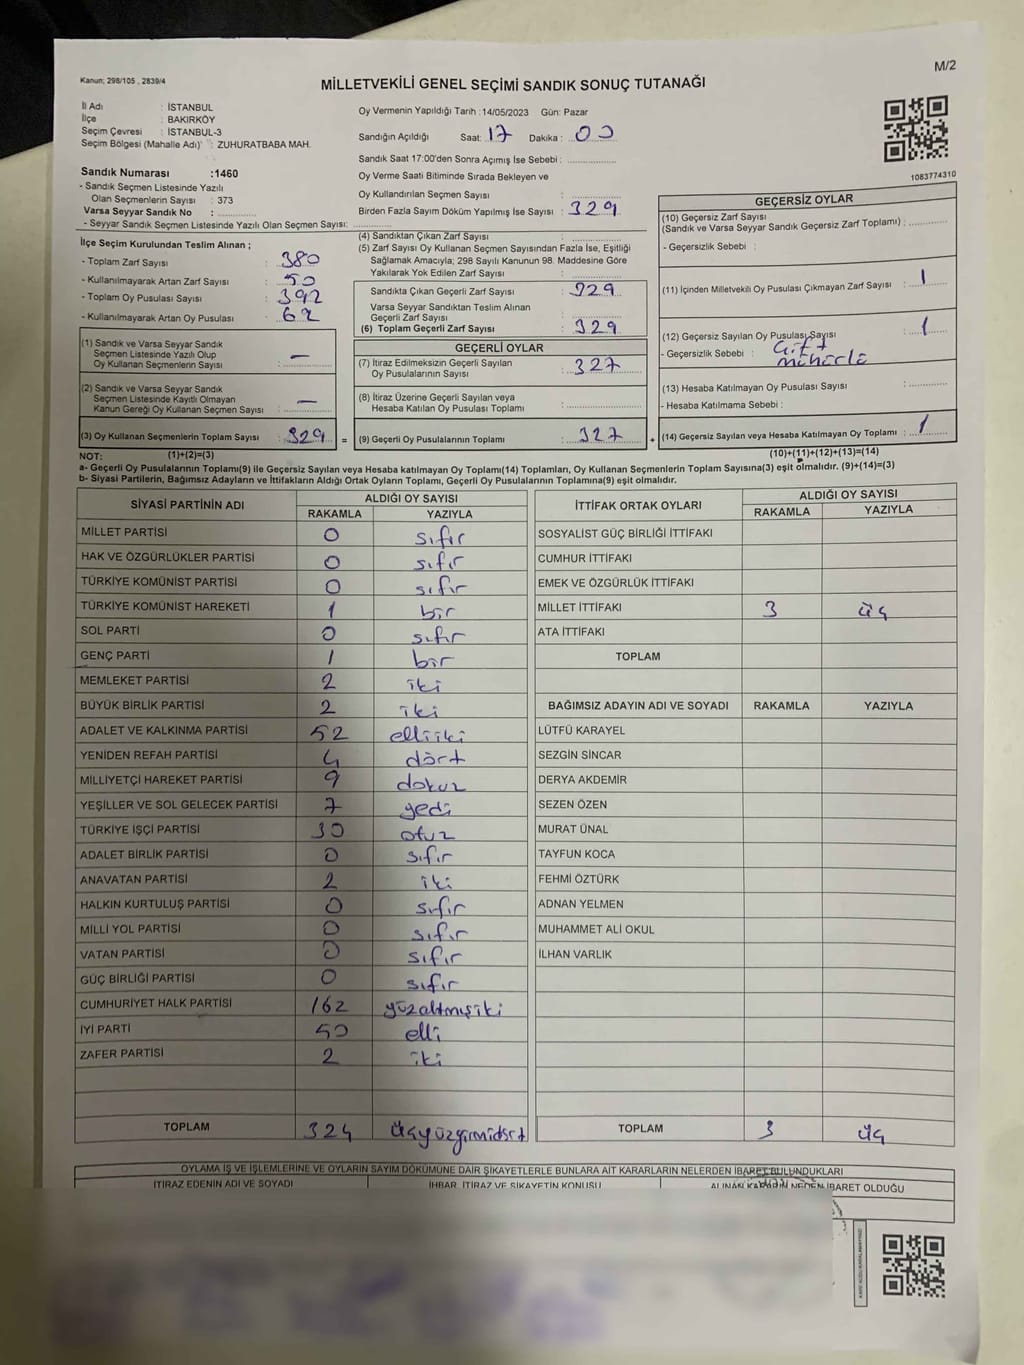 M/2
Kanun: 298/105 , 2839/4
MİLLETVEKİLİ GENEL SEÇİMİ SANDIK SONUÇ TUTANAĞI
İl Adı : İSTANBUL
İlçe : BAKIRKÖY
Seçim Çevresi : İSTANBUL-3
Seçim Bölgesi (Mahalle Adı) : ZUHURATBABA MAH.
Sandık Numarası :1460
- Sandık Seçmen Listesinde Yazılı
Olan Seçmenlerin Sayısı : 373
Varsa Seyyar Sandık No :
- Seyyar Sandık Seçmen Listesinde Yazılı Olan Seçmen Sayısı:
Oy Vermenin Yapıldığı Tarih :14/05/2023 Gün: Pazar
Sandığın Açıldığı Saat: 17 Dakika : 00
Sandık Saat 17:00'den Sonra Açımış İse Sebebi :
Oy Verme Saati Bitiminde Sırada Bekleyen ve
Oy Kullandırılan Seçmen Sayısı :
Birden Fazla Sayım Döküm Yapılmış İse Sayısı : 329
1083774310
İlçe Seçim Kurulundan Teslim Alınan ;
- Toplam Zarf Sayısı : 380
- Kullanılmayarak Artan Zarf Sayısı : 50
- Toplam Oy Pusulası Sayısı : 392
- Kullanılmayarak Artan Oy Pusulası : 62
(1) Sandık ve Varsa Seyyar Sandık
Seçmen Listesinde Yazılı Olup
Oy Kullanan Seçmenlerin Sayısı : —
(2) Sandık ve Varsa Seyyar Sandık
Seçmen Listesinde Kayıtlı Olmayan
Kanun Gereği Oy Kullanan Seçmen Sayısı : —
(3) Oy Kullanan Seçmenlerin Toplam Sayısı : 329 =
(4) Sandıktan Çıkan Zarf Sayısı :
(5) Zarf Sayısı Oy Kullanan Seçmen Sayısından Fazla İse, Eşitliği
Sağlamak Amacıyla; 298 Sayılı Kanunun 98. Maddesine Göre
Yakılarak Yok Edilen Zarf Sayısı :
Sandıkta Çıkan Geçerli Zarf Sayısı : 329
Varsa Seyyar Sandıktan Teslim Alınan
Geçerli Zarf Sayısı :
(6) Toplam Geçerli Zarf Sayısı : 329
GEÇERLİ OYLAR
(7) İtiraz Edilmeksizin Geçerli Sayılan
Oy Pusulalarının Sayısı : 327
(8) İtiraz Üzerine Geçerli Sayılan veya
Hesaba Katılan Oy Pusulası Toplamı :
(9) Geçerli Oy Pusulalarının Toplamı : 327 +
GEÇERSİZ OYLAR
(10) Geçersiz Zarf Sayısı
(Sandık ve Varsa Seyyar Sandık Geçersiz Zarf Toplamı) :
- Geçersizlik Sebebi :
(11) İçinden Milletvekili Oy Pusulası Çıkmayan Zarf Sayısı : 1
(12) Geçersiz Sayılan Oy Pusulası Sayısı : 1
- Geçersizlik Sebebi : çift
mühürlü
(13) Hesaba Katılmayan Oy Pusulası Sayısı :
- Hesaba Katılmama Sebebi :
(14) Geçersiz Sayılan veya Hesaba Katılmayan Oy Toplamı : 1
NOT: (1)+(2)=(3) (10)+(11)+(12)+(13)=(14)
a- Geçerli Oy Pusulalarının Toplamı(9) ile Geçersiz Sayılan veya Hesaba katılmayan Oy Toplamı(14) Toplamları, Oy Kullanan Seçmenlerin Toplam Sayısına(3) eşit olmalıdır. (9)+(14)=(3)
b- Siyasi Partilerin, Bağımsız Adayların ve İttifakların Aldığı Ortak Oyların Toplamı, Geçerli Oy Pusulalarının Toplamına(9) eşit olmalıdır.
SİYASİ PARTİNİN ADI ALDIĞI OY SAYISI
RAKAMLA YAZIYLA
MİLLET PARTİSİ 0 sıfır
HAK VE ÖZGÜRLÜKLER PARTİSİ 0 sıfır
TÜRKİYE KOMÜNİST PARTİSİ 0 sıfır
TÜRKİYE KOMÜNİST HAREKETİ 1 bir
SOL PARTİ 0 sıfır
GENÇ PARTİ 1 bir
MEMLEKET PARTİSİ 2 iki
BÜYÜK BİRLİK PARTİSİ 2 iki
ADALET VE KALKINMA PARTİSİ 52 elliiki
YENİDEN REFAH PARTİSİ 4 dört
MİLLİYETÇİ HAREKET PARTİSİ 9 dokuz
YEŞİLLER VE SOL GELECEK PARTİSİ 7 yedi
TÜRKİYE İŞÇİ PARTİSİ 30 otuz
ADALET BİRLİK PARTİSİ 0 sıfır
ANAVATAN PARTİSİ 2 iki
HALKIN KURTULUŞ PARTİSİ 0 sıfır
MİLLİ YOL PARTİSİ 0 sıfır
VATAN PARTİSİ 0 sıfır
GÜÇ BİRLİĞİ PARTİSİ 0 sıfır
CUMHURİYET HALK PARTİSİ 162 yüzaltmışiki
İYİ PARTİ 50 elli
ZAFER PARTİSİ 2 iki
TOPLAM 324 üçyüzyirmidört
İTTİFAK ORTAK OYLARI ALDIĞI OY SAYISI
RAKAMLA YAZIYLA
SOSYALİST GÜÇ BİRLİĞİ İTTİFAKI
CUMHUR İTTİFAKI
EMEK VE ÖZGÜRLÜK İTTİFAKI
MİLLET İTTİFAKI 3 üç
ATA İTTİFAKI
TOPLAM
BAĞIMSIZ ADAYIN ADI VE SOYADI RAKAMLA YAZIYLA
LÜTFÜ KARAYEL
SEZGİN SİNCAR
DERYA AKDEMİR
SEZEN ÖZEN
MURAT ÜNAL
TAYFUN KOCA
FEHMİ ÖZTÜRK
ADNAN YELMEN
MUHAMMET ALİ OKUL
İLHAN VARLIK
TOPLAM 3 üç
OYLAMA İŞ VE İŞLEMLERİNE VE OYLARIN SAYIM DÖKÜMÜNE DAİR ŞİKAYETLERLE BUNLARA AİT KARARLARIN NELERDEN İBARET BULUNDUKLARI
İTİRAZ EDENİN ADI VE SOYADI İHBAR, İTİRAZ VE ŞİKAYETİN KONUSU ALINAN KARARIN NEDEN İBARET OLDUĞU